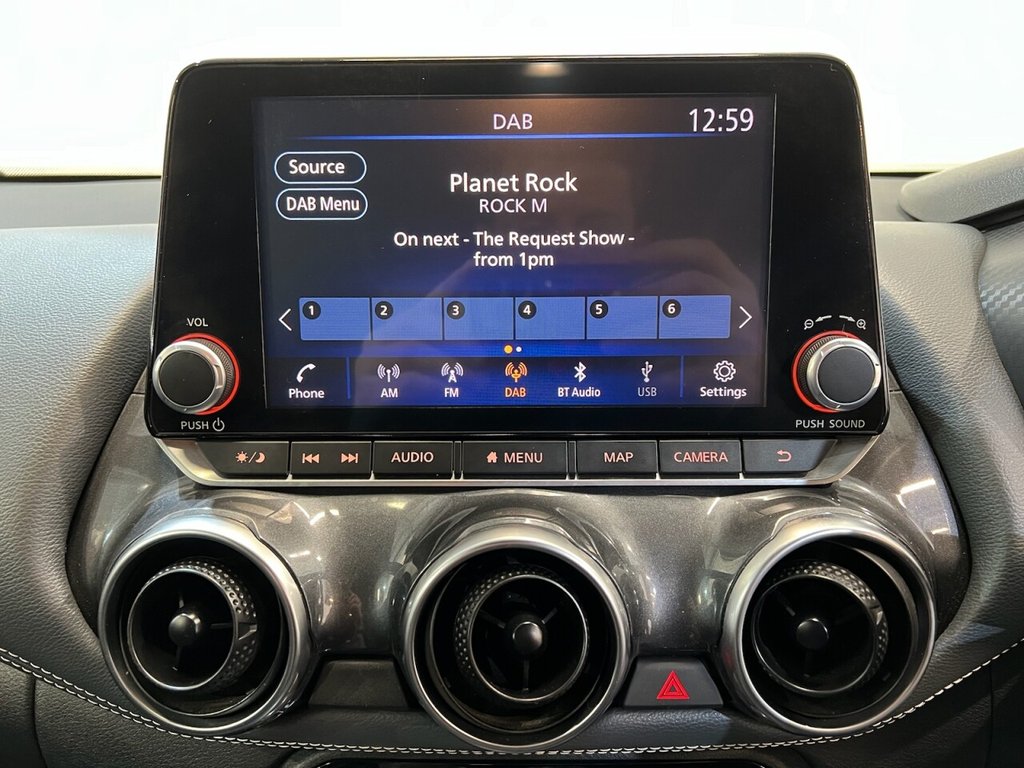 DAB 12:59
Source
DAB Menu
Planet Rock
ROCK M
On next - The Request Show -
from 1pm
1 2 3 4 5 6
VOL
Phone AM FM DAB BT Audio USB Settings
PUSH
PUSH SOUND
AUDIO MENU MAP CAMERA